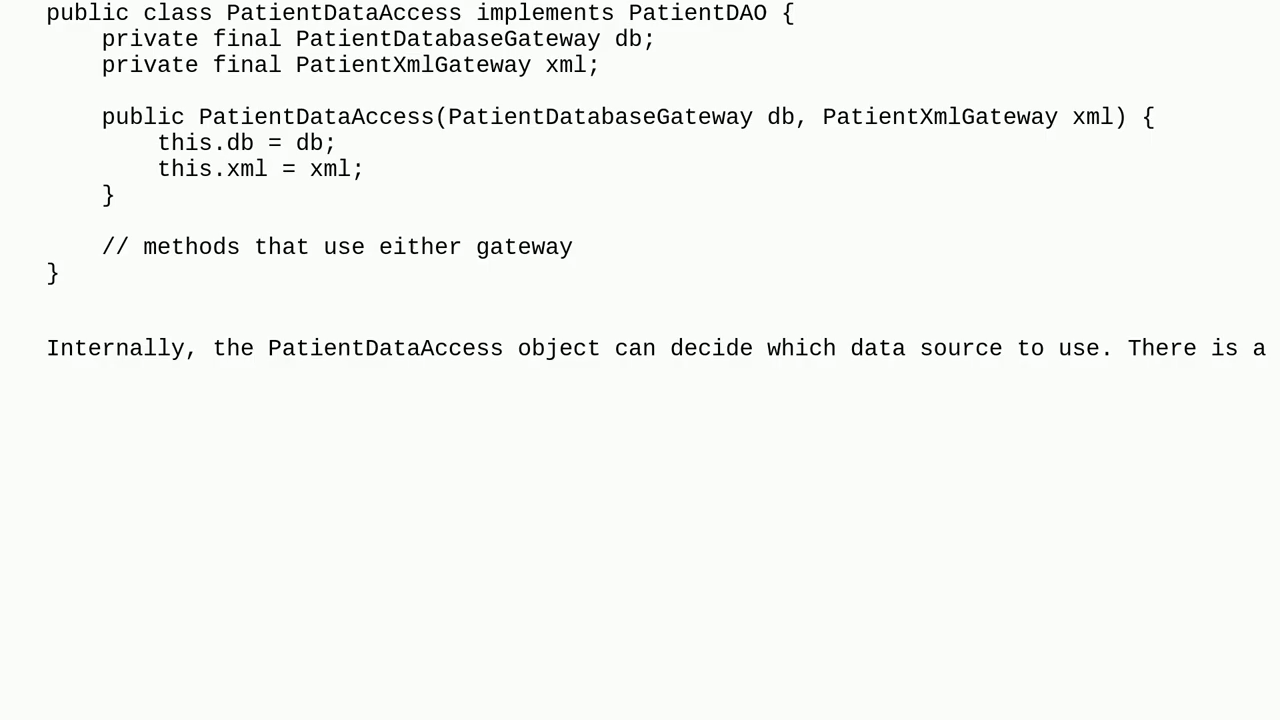 public class PatientDataAccess implements PatientDAO {
    private final PatientDatabaseGateway db;
    private final PatientXmlGateway xml;

    public PatientDataAccess(PatientDatabaseGateway db, PatientXmlGateway xml) {
        this.db = db;
        this.xml = xml;
    }

    // methods that use either gateway
}

Internally, the PatientDataAccess object can decide which data source to use. There is a